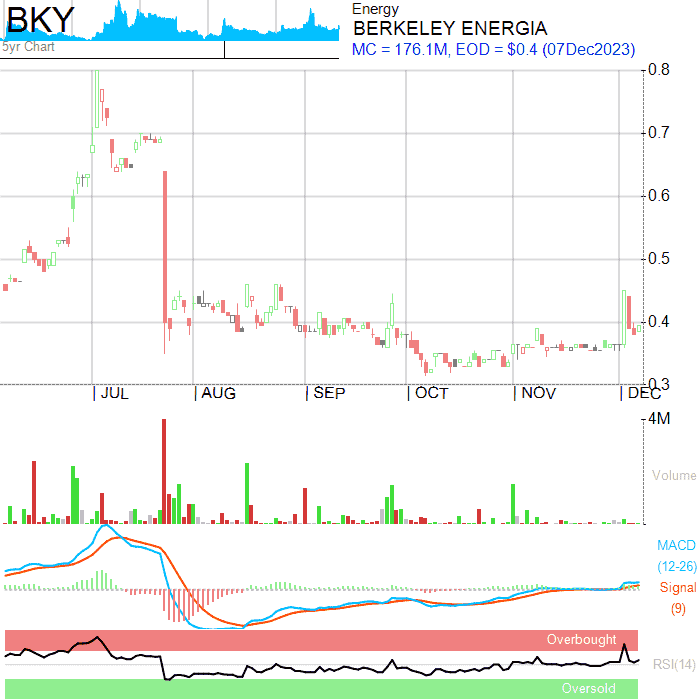 BKY
5yr Chart
Energy
BERKELEY ENERGIA
MC = 176.1M, EOD = $0.4 (07Dec2023)
0.8
0.7
0.6
0.5
0.4
0.3
JUL AUG SEP OCT NOV DEC
4M
Volume
MACD
(12-26)
Signal
(9)
Overbought
RSI(14)
Oversold